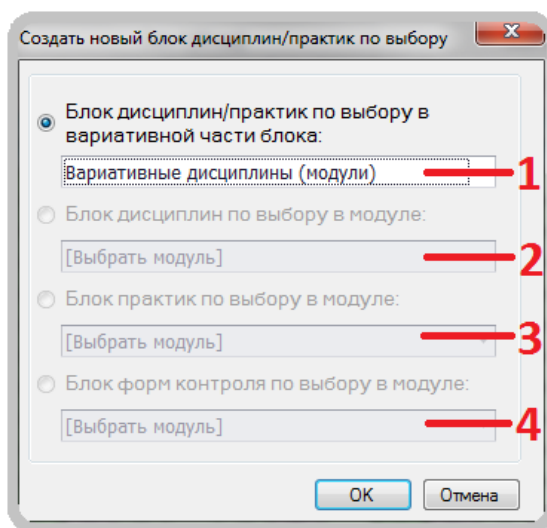 Создать новый блок дисциплин/практик по выбору
Блок дисциплин/практик по выбору в
вариативной части блока:
Вариативные дисциплины (модули)
1
Блок дисциплин по выбору в модуле:
[Выбрать модуль]
2
Блок практик по выбору в модуле:
[Выбрать модуль]
3
Блок форм контроля по выбору в модуле:
[Выбрать модуль]
4
OK
Отмена